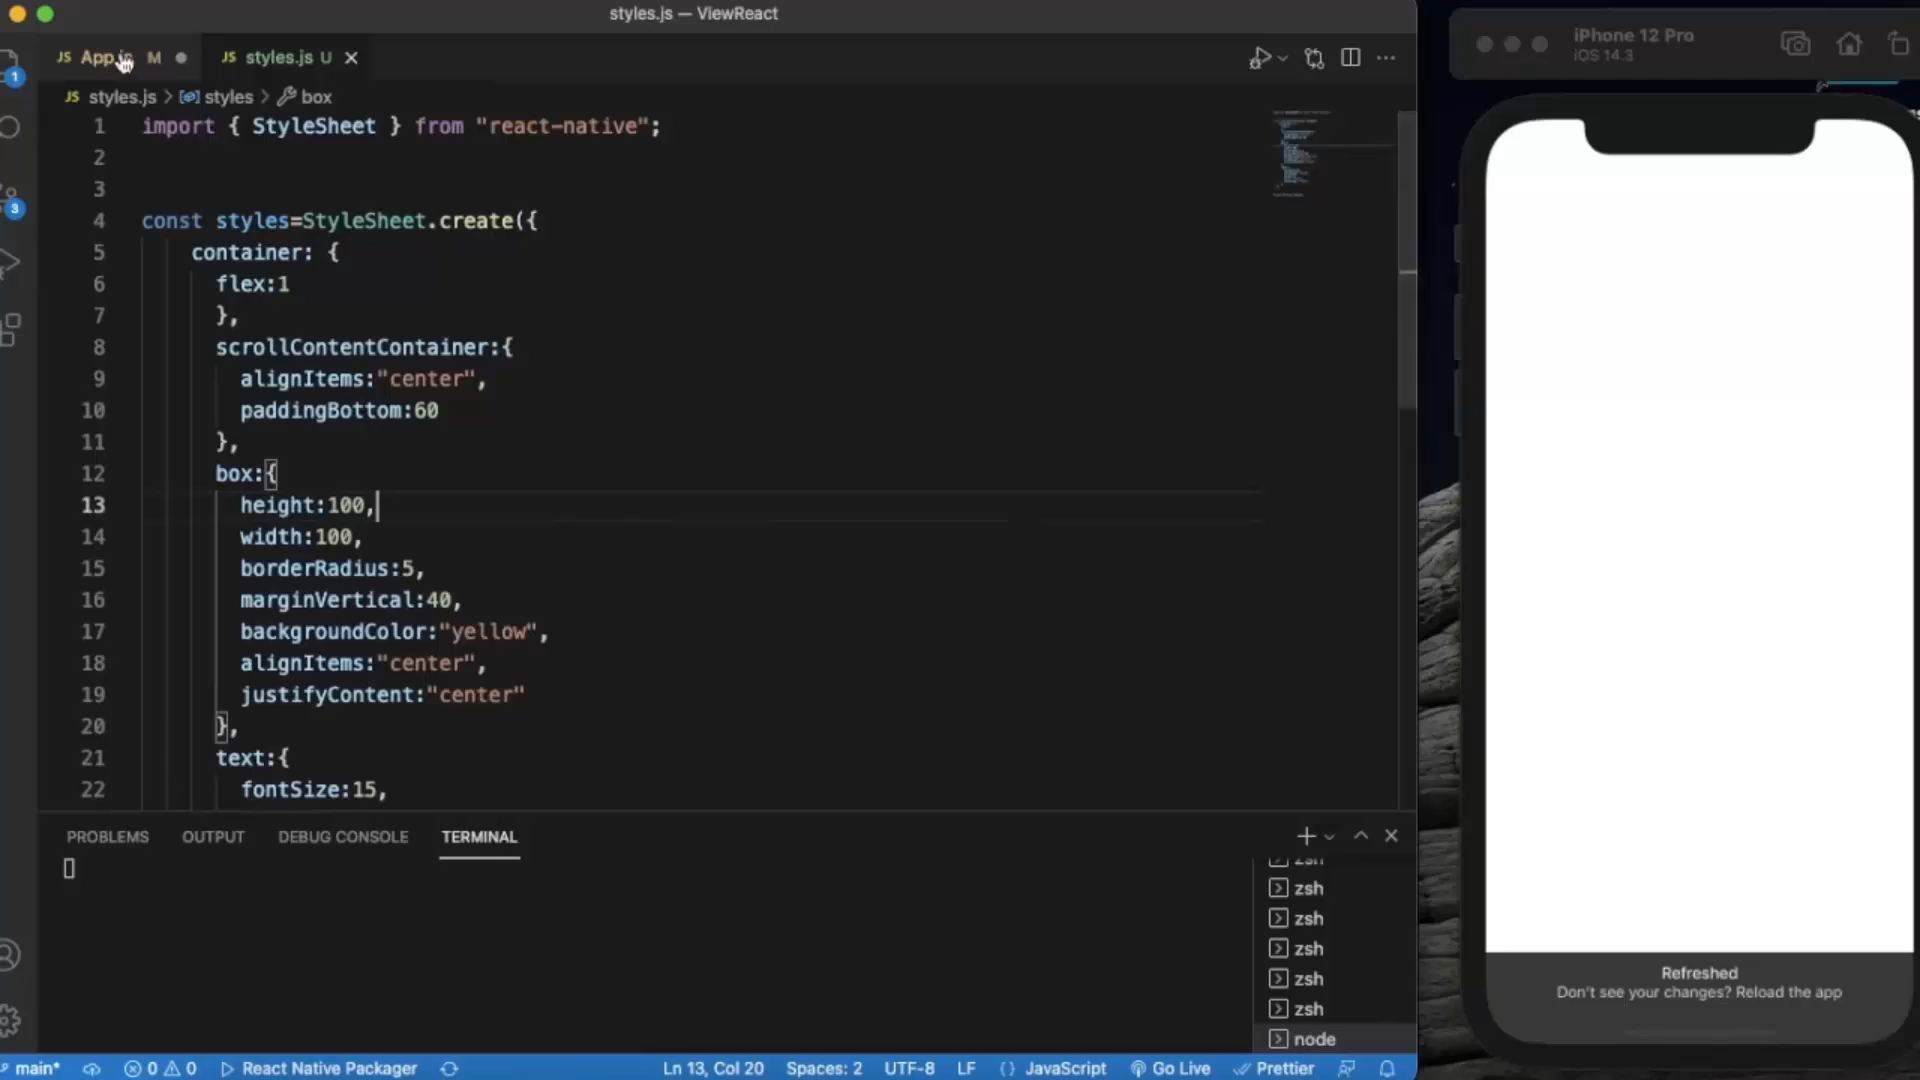 styles.js — ViewReact
JS App.js M
JS styles.js U
JS styles.js > styles > box
1 import { StyleSheet } from "react-native";
2
3
4 const styles=StyleSheet.create({
5 container: {
6 flex:1
7 },
8 scrollContentContainer:{
9 alignItems:"center",
10 paddingBottom:60
11 },
12 box:{
13 height:100,
14 width:100,
15 borderRadius:5,
16 marginVertical:40,
17 backgroundColor:"yellow",
18 alignItems:"center",
19 justifyContent:"center"
20 },
21 text:{
22 fontSize:15,
1
3
PROBLEMS OUTPUT DEBUG CONSOLE TERMINAL
zsh
zsh
zsh
zsh
zsh
zsh
node
main* 0 0 React Native Packager Ln 13, Col 20 Spaces: 2 UTF-8 LF {} JavaScript Go Live Prettier
iPhone 12 Pro
iOS 14.3
Refreshed
Don't see your changes? Reload the app